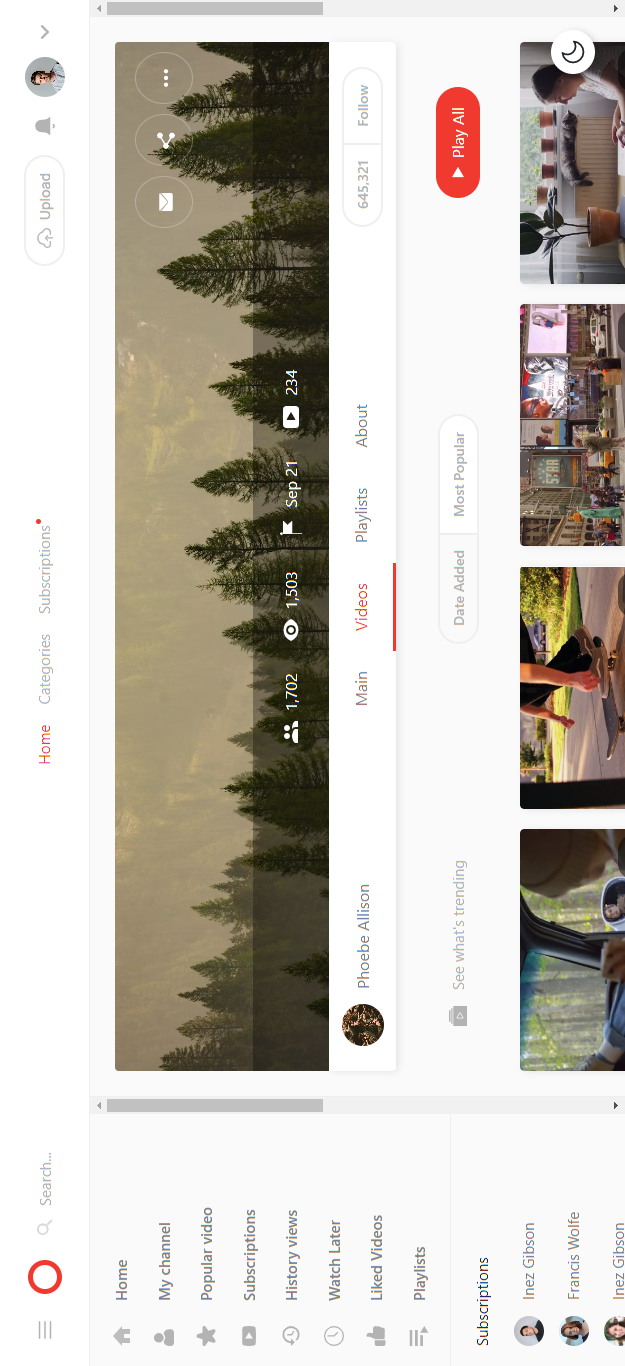 Search...
Home
Categories
Subscriptions
Upload
Home
My channel
Popular video
Subscriptions
History views
Watch Later
Liked Videos
Playlists
Subscriptions
Inez Gibson
Francis Wolfe
Inez Gibson
1,702
1,503
Sep 21
234
Phoebe Allison
Main
Videos
Playlists
About
645,321
Follow
See what's trending
Date Added
Most Popular
Play All